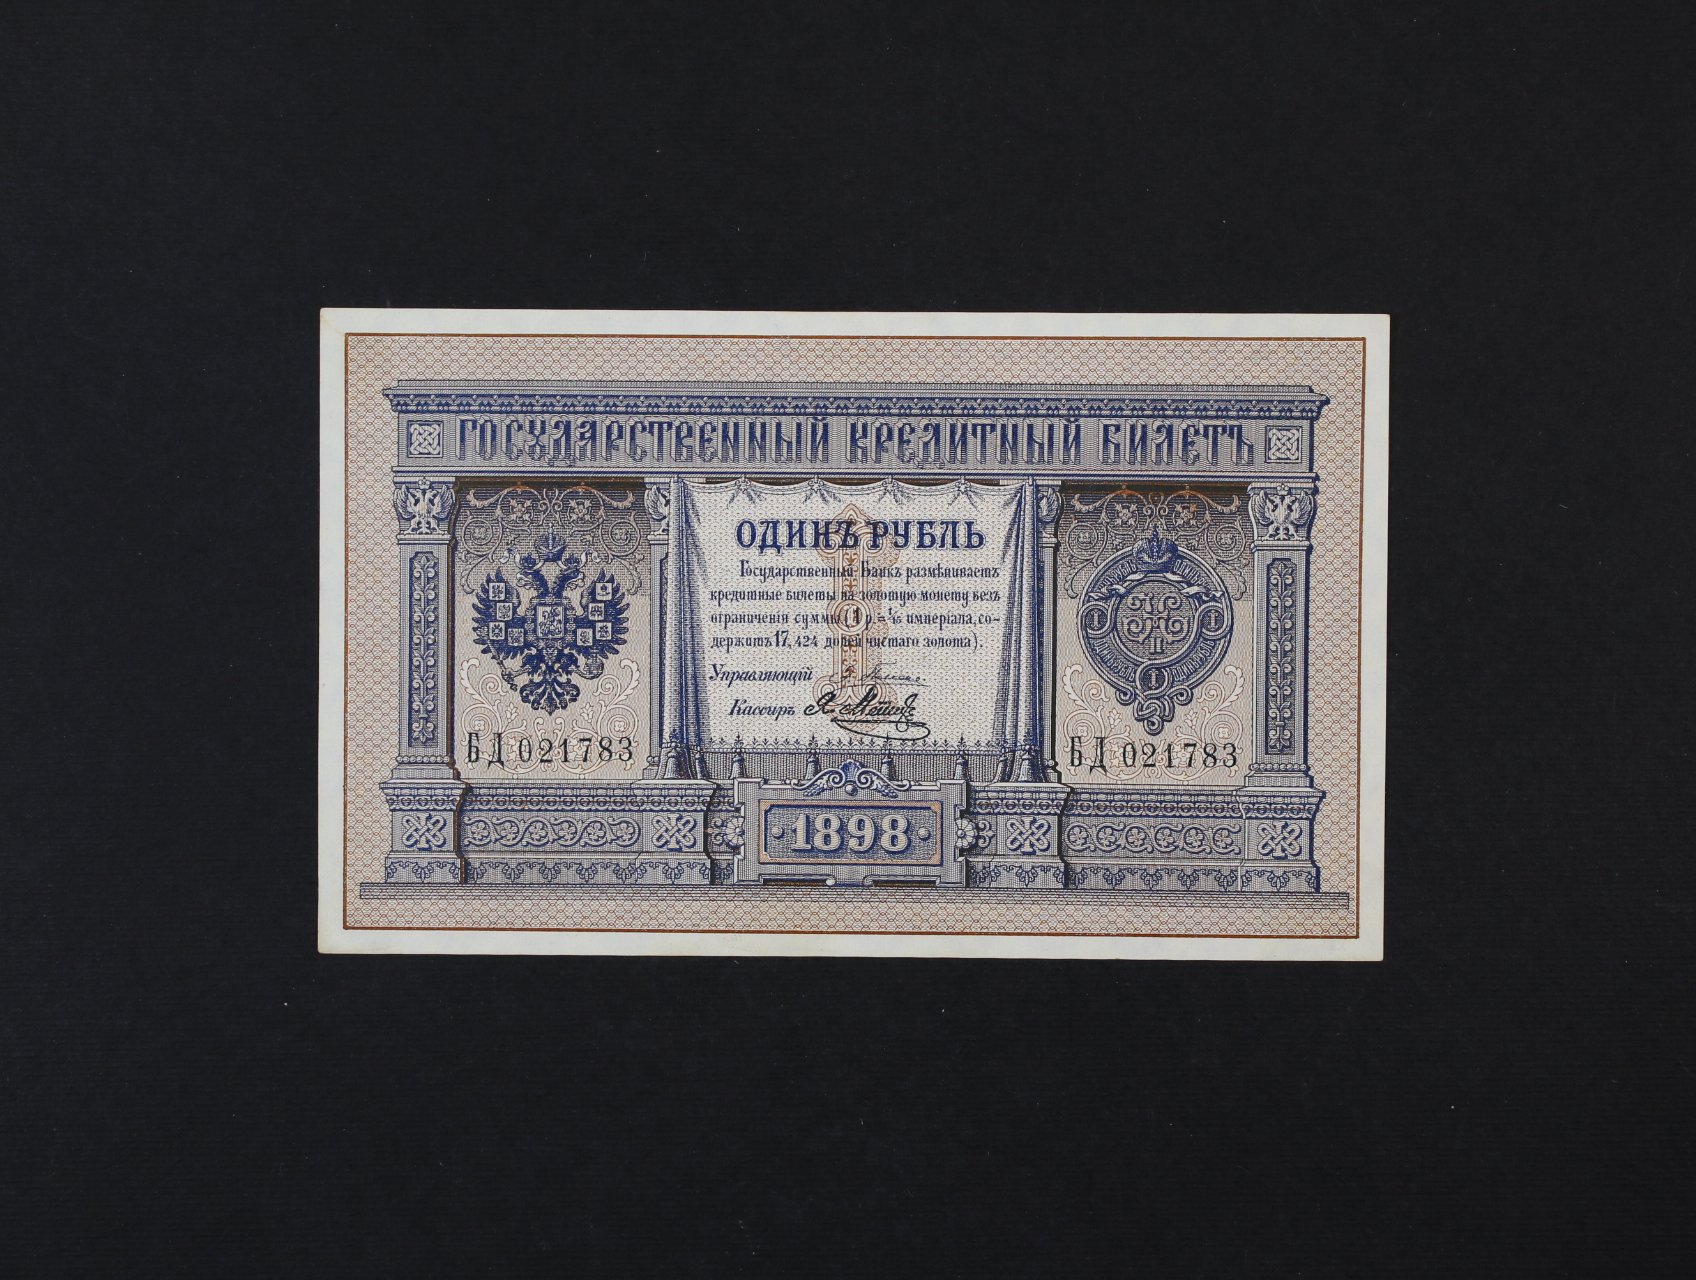 ГОСУДАРСТВЕННЫЙ КРЕДИТНЫЙ БИЛЕТЪ
ОДИНЪ РУБЛЬ
Государственный Банкъ размѣниваетъ
кредитные билеты на золотую монету безъ
ограниченія суммы (1 р. = 1/15 имперіала, со-
держитъ 17,424 долей чистаго золота).
Управляющій
Кассиръ
БД 021783
БД 021783
1898